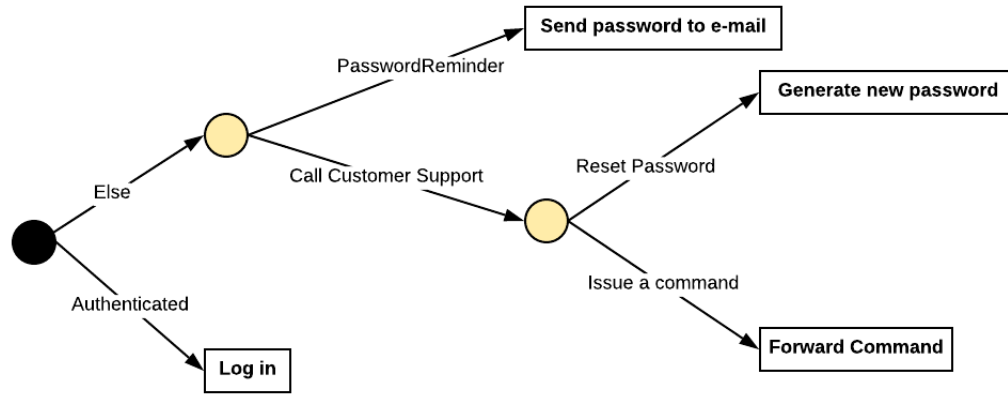 Send password to e-mail
PasswordReminder
Generate new password
Reset Password
Call Customer Support
Else
Issue a command
Authenticated
Forward Command
Log in